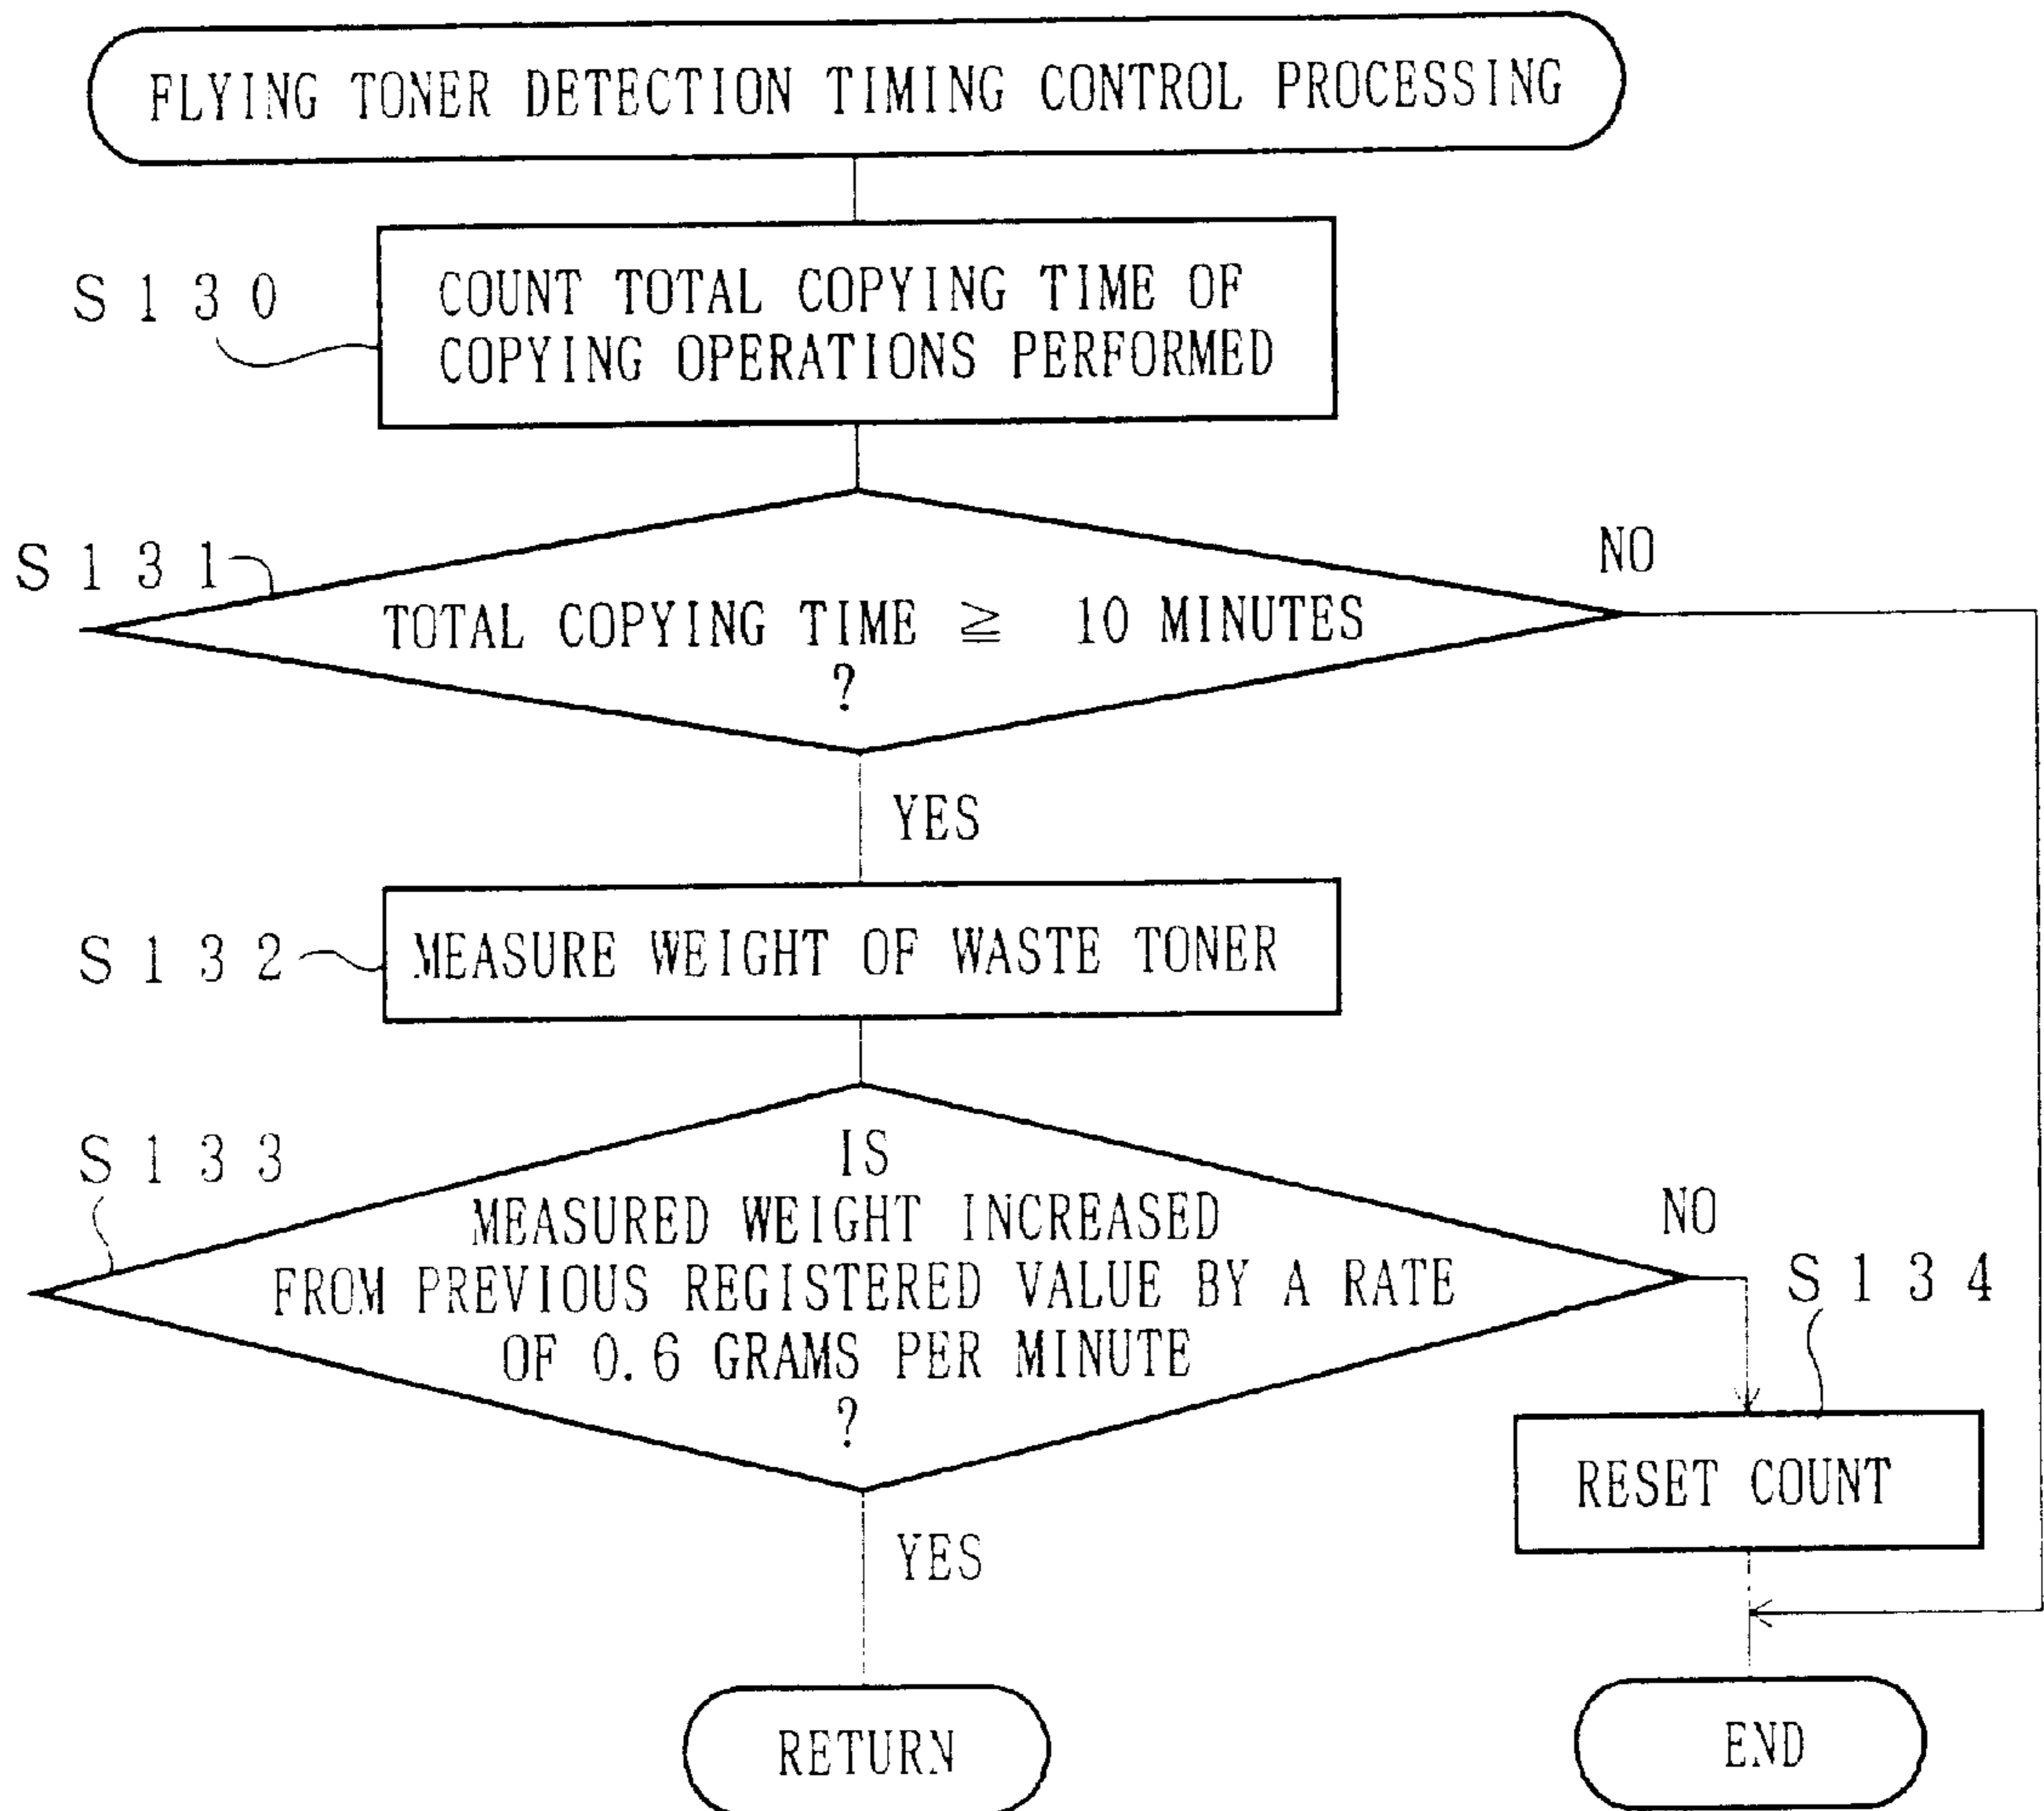 FLYING TONER DETECTION TIMING CONTROL PROCESSING
S130
COUNT TOTAL COPYING TIME OF
COPYING OPERATIONS PERFORMED
S131
TOTAL COPYING TIME ≧ 10 MINUTES
?
NO
YES
S132
MEASURE WEIGHT OF WASTE TONER
S133
IS
MEASURED WEIGHT INCREASED
FROM PREVIOUS REGISTERED VALUE BY A RATE
OF 0.6 GRAMS PER MINUTE
?
NO
S134
RESET COUNT
YES
RETURN
END